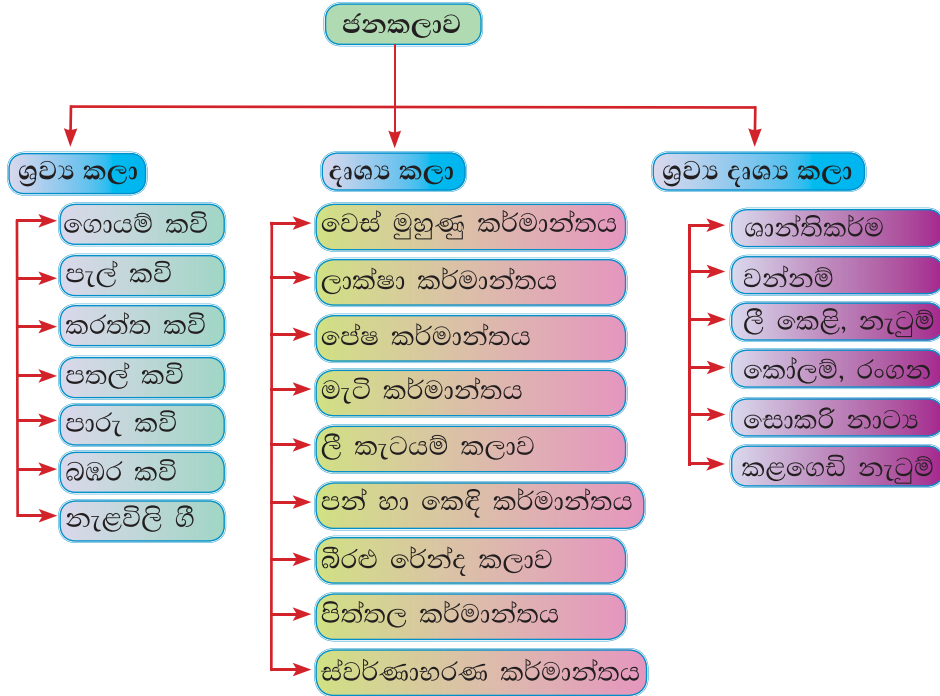 ජනකලාව
ශ්‍රව්‍ය කලා
ගොයම් කවි
පැල් කවි
කරත්ත කවි
පතල් කවි
පාරු කවි
බඹර කවි
නැළවිලි ගී
දෘශ්‍ය කලා
වෙස් මුහුණු කර්මාන්තය
ලාක්ෂා කර්මාන්තය
පේෂ කර්මාන්තය
මැටි කර්මාන්තය
ලී කැටයම් කලාව
පන් හා කෙඳි කර්මාන්තය
බීරළු රේන්ද කලාව
පිත්තල කර්මාන්තය
ස්වර්ණාභරණ කර්මාන්තය
ශ්‍රව්‍ය දෘශ්‍ය කලා
ශාන්තිකර්ම
වන්නම්
ලී කෙළි, නැටුම්
කෝලම්, රංගන
සොකරි නාට්‍ය
කළගෙඩි නැටුම්